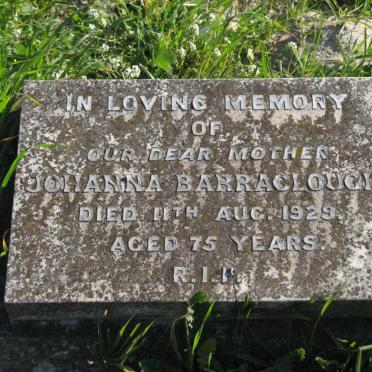 IN LOVING MEMORY
OF
OUR DEAR MOTHER
JOHANNA BARRACLOUGH
DIED 11TH. AUG. 1929.
AGED 75 YEARS.
R.I.P.